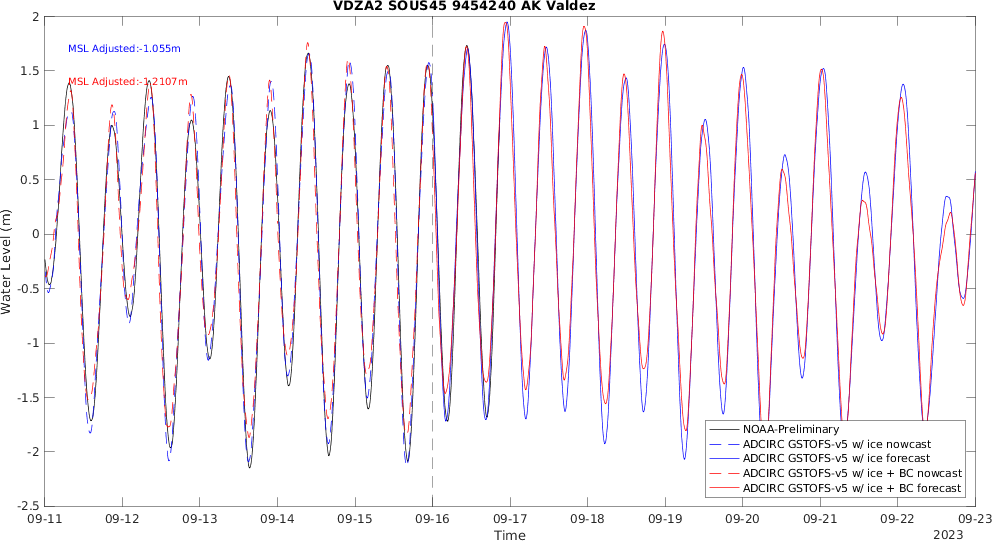 VDZA2 SOUS45 9454240 AK Valdez
MSL Adjusted:-1.055m
MSL Adjusted:-1.2107m
Water Level (m)
2
1.5
1
0.5
0
-0.5
-1
-1.5
-2
-2.5
NOAA-Preliminary
ADCIRC GSTOFS-v5 w/ ice nowcast
ADCIRC GSTOFS-v5 w/ ice forecast
ADCIRC GSTOFS-v5 w/ ice + BC nowcast
ADCIRC GSTOFS-v5 w/ ice + BC forecast
09-11 09-12 09-13 09-14 09-15 09-16 09-17 09-18 09-19 09-20 09-21 09-22 09-23
Time
2023